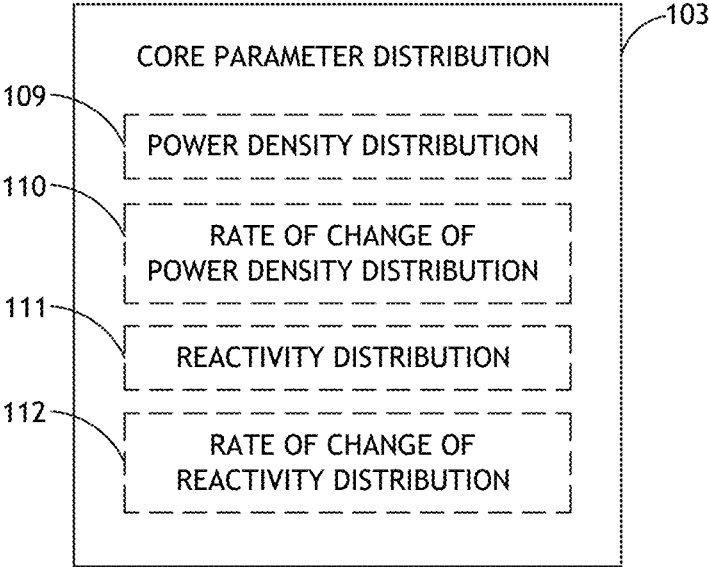 103
CORE PARAMETER DISTRIBUTION
109
POWER DENSITY DISTRIBUTION
110
RATE OF CHANGE OF
POWER DENSITY DISTRIBUTION
111
REACTIVITY DISTRIBUTION
112
RATE OF CHANGE OF
REACTIVITY DISTRIBUTION